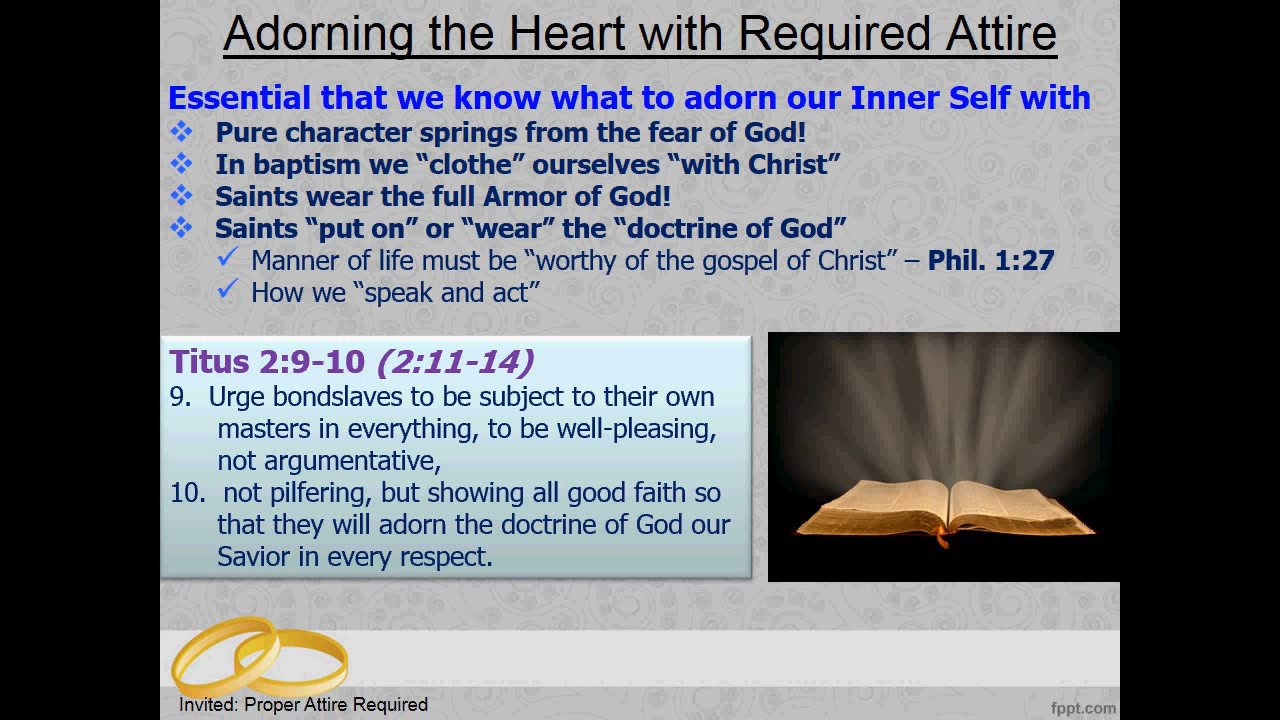 Adorning the Heart with Required Attire
Essential that we know what to adorn our Inner Self with
❖ Pure character springs from the fear of God!
❖ In baptism we “clothe” ourselves “with Christ”
❖ Saints wear the full Armor of God!
❖ Saints “put on” or “wear” the “doctrine of God”
✓ Manner of life must be “worthy of the gospel of Christ” – Phil. 1:27
✓ How we “speak and act”
Titus 2:9-10 (2:11-14)
9. Urge bondslaves to be subject to their own
masters in everything, to be well-pleasing,
not argumentative,
10. not pilfering, but showing all good faith so
that they will adorn the doctrine of God our
Savior in every respect.
Invited: Proper Attire Required
fppt.com